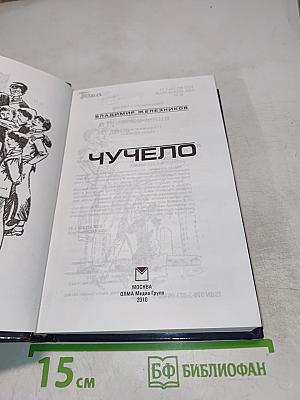 ВЛАДИМИР ЖЕЛЕЗНИКОВ
ЧУЧЕЛО
МОСКВА
ОЛМА Медиа Групп
2010
15 см
БФ БИБЛИОФАН